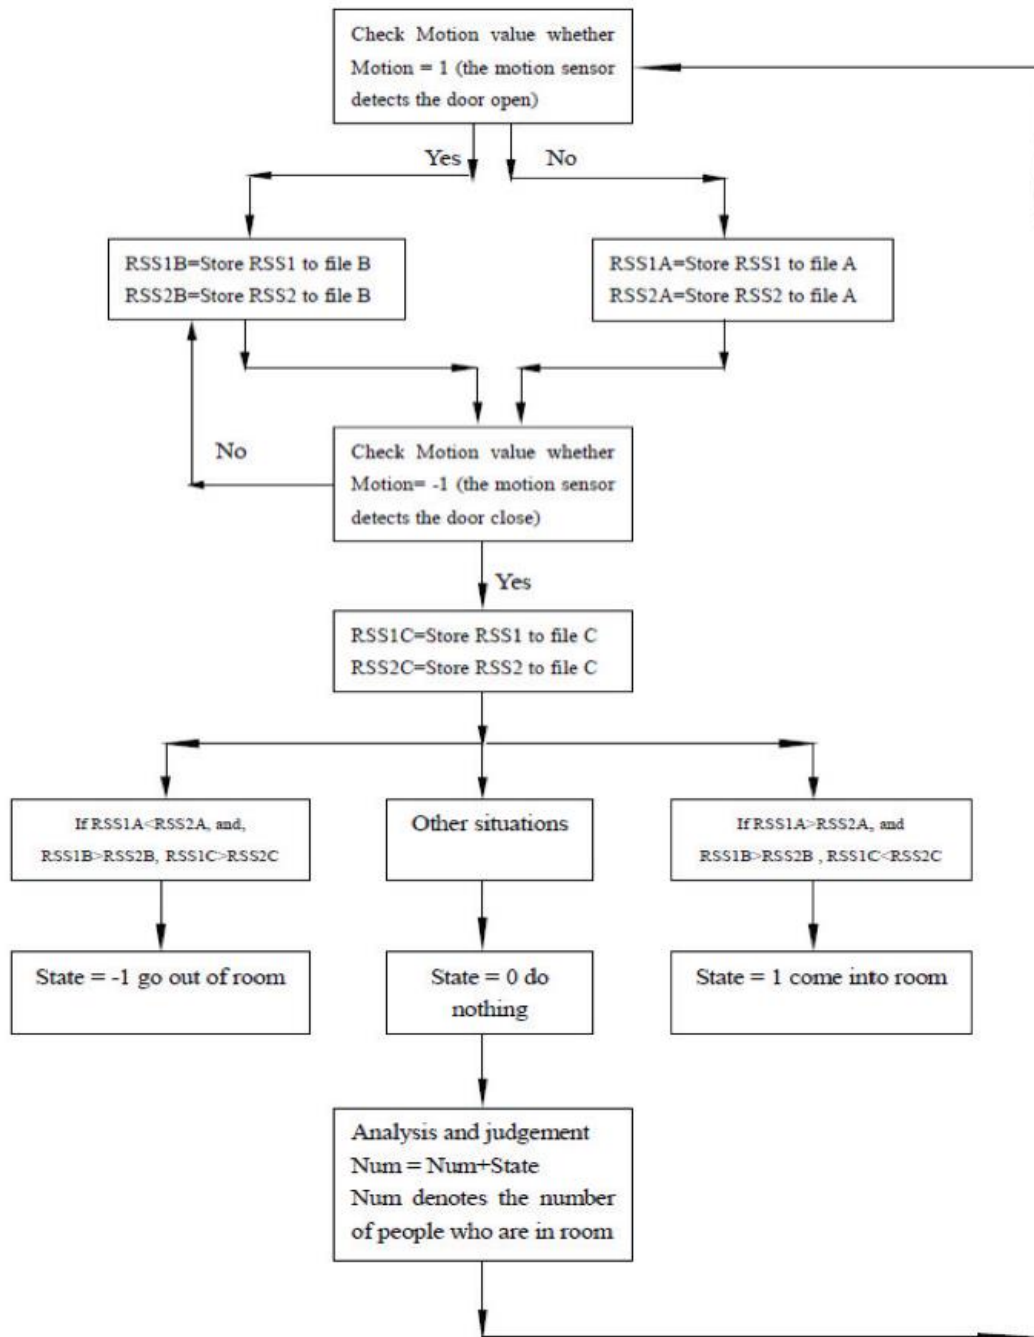 Check Motion value whether
Motion = 1 (the motion sensor
detects the door open)
Yes
No
RSS1B=Store RSS1 to file B
RSS2B=Store RSS2 to file B
RSS1A=Store RSS1 to file A
RSS2A=Store RSS2 to file A
No
Check Motion value whether
Motion= -1 (the motion sensor
detects the door close)
Yes
RSS1C=Store RSS1 to file C
RSS2C=Store RSS2 to file C
If RSS1A<RSS2A, and,
RSS1B>RSS2B, RSS1C>RSS2C
Other situations
If RSS1A>RSS2A, and
RSS1B>RSS2B , RSS1C<RSS2C
State = -1 go out of room
State = 0 do
nothing
State = 1 come into room
Analysis and judgement
Num = Num+State
Num denotes the number
of people who are in room